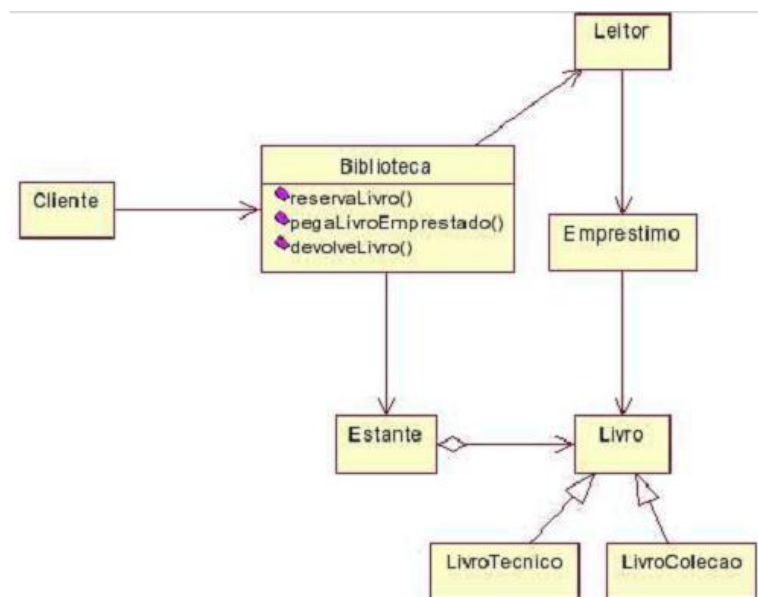 Leitor
Biblioteca
Cliente
reservaLivro()
pegaLivroEmprestado()
devolveLivro()
Emprestimo
Estante
Livro
LivroTecnico
LivroColecao